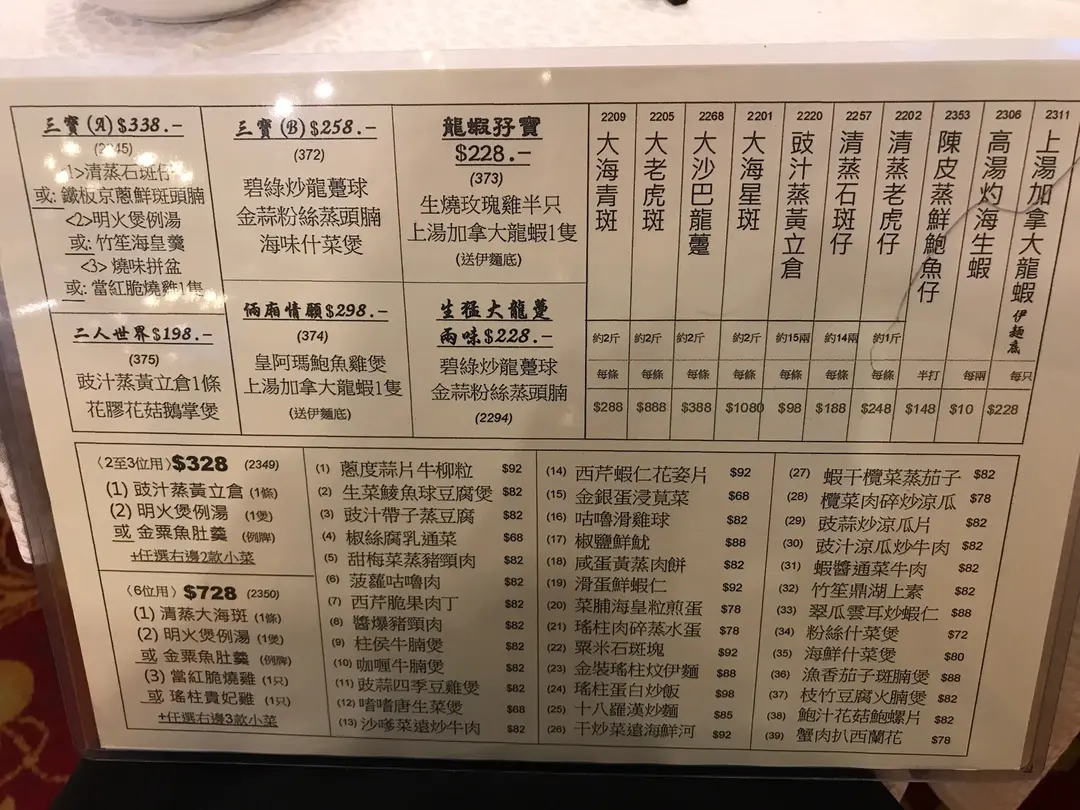 三寶(A)$338.-
1>清蒸石斑仔
或: 鐵板京蔥鮮斑頭腩
<2>明火煲例湯
或: 竹笙海皇羹
<3> 燒味拼盆
或: 當紅脆燒雞1隻
三寶(B)$258.-
(372)
碧綠炒龍躉球
金蒜粉絲蒸頭腩
海味什菜煲
龍蝦孖寶
$228.-
(373)
生燒玫瑰雞半只
上湯加拿大龍蝦1隻
(送伊麵底)
二人世界$198.-
(375)
豉汁蒸黃立倉1條
花膠花菇鵝掌煲
倆廂情願$298.-
(374)
皇阿瑪鮑魚雞煲
上湯加拿大龍蝦1隻
(送伊麵底)
生猛大龍躉
兩味$228.-
碧綠炒龍躉球
金蒜粉絲蒸頭腩
(2294)
2209 大海青斑 約2斤 每條 $288
2205 大老虎斑 約2斤 每條 $888
2268 大沙巴龍躉 約2斤 每條 $388
2201 大海星斑 約2斤 每條 $1080
2220 豉汁蒸黃立倉 約15兩 每條 $98
2257 清蒸石斑仔 約14兩 每條 $188
2202 清蒸老虎仔 約1斤 每條 $248
2353 陳皮蒸鮮鮑魚仔 半打 $148
2306 高湯灼海生蝦 每兩 $10
2311 上湯加拿大龍蝦 伊麵底 每只 $228
〈2至3位用〉$328 (2349)
(1) 豉汁蒸黃立倉 (1條)
(2) 明火煲例湯 (1煲)
或 金粟魚肚羹 (例牌)
+任選右邊2款小菜
〈6位用〉$728 (2350)
(1) 清蒸大海斑 (1條)
(2) 明火煲例湯 (1煲)
或 金粟魚肚羹 (例牌)
(3) 當紅脆燒雞 (1只)
或 瑤柱貴妃雞 (1只)
+任選右邊3款小菜
(1) 蔥度蒜片牛柳粒 $92
(2) 生菜鯪魚球豆腐煲 $82
(3) 豉汁帶子蒸豆腐 $82
(4) 椒絲腐乳通菜 $68
(5) 甜梅菜蒸豬頸肉 $82
(6) 菠蘿咕嚕肉 $82
(7) 西芹脆果肉丁 $82
(8) 醬爆豬頸肉 $82
(9) 柱侯牛腩煲 $82
(10) 咖喱牛腩煲 $82
(11) 豉蒜四季豆雞煲 $82
(12) 啫啫唐生菜煲 $68
(13) 沙嗲菜遠炒牛肉 $82
(14) 西芹蝦仁花姿片 $92
(15) 金銀蛋浸莧菜 $68
(16) 咕嚕滑雞球 $82
(17) 椒鹽鮮魷 $88
(18) 咸蛋黃蒸肉餅 $82
(19) 滑蛋鮮蝦仁 $92
(20) 菜脯海皇粒煎蛋 $78
(21) 瑤柱肉碎蒸水蛋 $78
(22) 粟米石斑塊 $92
(23) 金裝瑤柱炆伊麵 $88
(24) 瑤柱蛋白炒飯 $98
(25) 十八羅漢炒麵 $85
(26) 干炒菜遠海鮮河 $92
(27) 蝦干欖菜蒸茄子 $82
(28) 欖菜肉碎炒涼瓜 $78
(29) 豉蒜炒涼瓜片 $82
(30) 豉汁涼瓜炒牛肉 $82
(31) 蝦醬通菜牛肉 $82
(32) 竹笙鼎湖上素 $82
(33) 翠瓜雲耳炒蝦仁 $88
(34) 粉絲什菜煲 $72
(35) 海鮮什菜煲 $80
(36) 漁香茄子斑腩煲 $88
(37) 枝竹豆腐火腩煲 $82
(38) 鮑汁花菇鮑螺片 $82
(39) 蟹肉扒西蘭花 $78